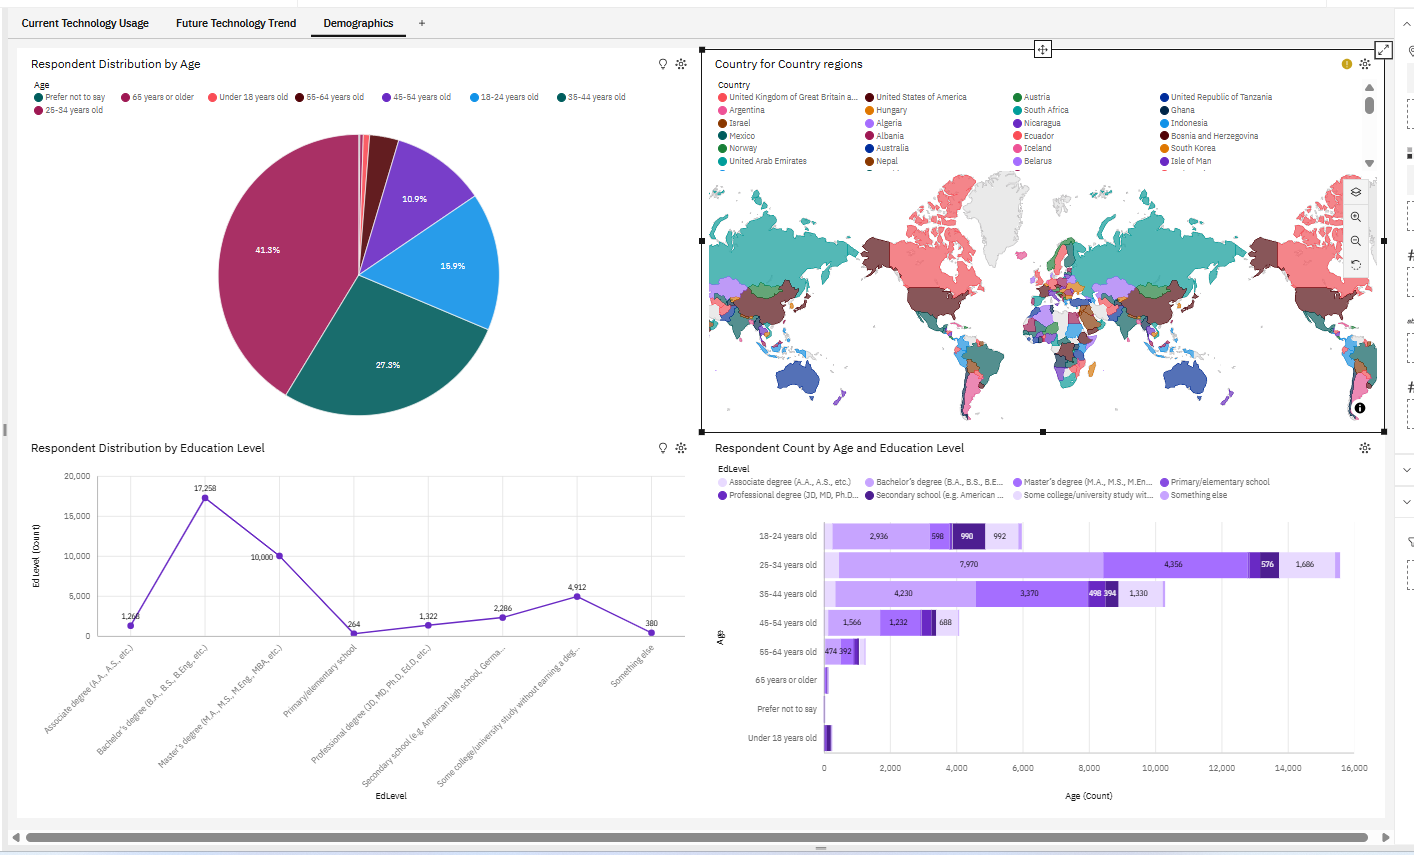 Current Technology Usage Future Technology Trend Demographics +
Respondent Distribution by Age
Age
Prefer not to say 65 years or older Under 18 years old 55-64 years old 45-54 years old 18-24 years old 35-44 years old
25-34 years old
10.9%
41.3%
15.9%
27.3%
Country for Country regions
Country
United Kingdom of Great Britain a... United States of America Austria United Republic of Tanzania
Argentina Hungary South Africa Ghana
Israel Algeria Nicaragua Indonesia
Mexico Albania Ecuador Bosnia and Herzegovina
Norway Australia Iceland South Korea
United Arab Emirates Nepal Belarus Isle of Man
Respondent Distribution by Education Level
Ed Level (Count)
20,000
15,000
10,000
5,000
0
1,268
17,258
10,000
264
1,322
2,286
4,912
380
Associate degree (A.A., A.S., etc.)
Bachelor's degree (B.A., B.S., B.Eng., etc.)
Master's degree (M.A., M.S., M.Eng., MBA, etc.)
Primary/elementary school
Professional degree (JD, MD, Ph.D, Ed.D, etc.)
Secondary school (e.g. American high school, Germa...
Some college/university study without earning a deg...
Something else
EdLevel
Respondent Count by Age and Education Level
EdLevel
Associate degree (A.A., A.S., etc.) Bachelor's degree (B.A., B.S., B.E... Master's degree (M.A., M.S., M.En... Primary/elementary school
Professional degree (JD, MD, Ph.D... Secondary school (e.g. American ... Some college/university study wit... Something else
Age
18-24 years old 2,936 598 990 992
25-34 years old 7,970 4,356 576 1,686
35-44 years old 4,230 3,370 498 394 1,330
45-54 years old 1,566 1,232 688
55-64 years old 474 392
65 years or older
Prefer not to say
Under 18 years old
0 2,000 4,000 6,000 8,000 10,000 12,000 14,000 16,000
Age (Count)